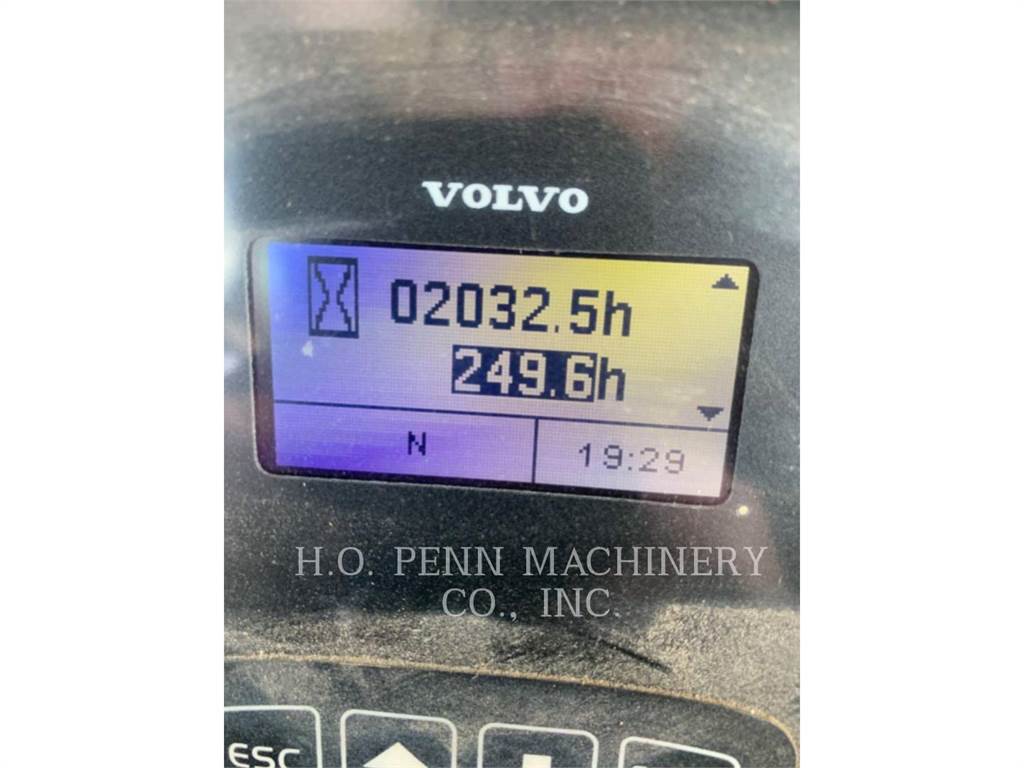 VOLVO
02032.5h
249.6h
N 19:29
H.O. PENN MACHINERY
CO., INC.
ESC